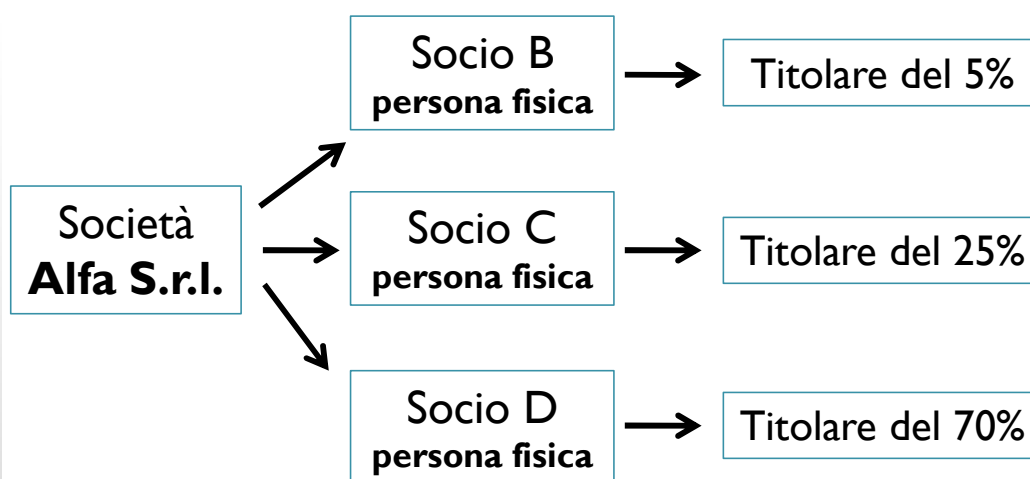 Socio B
persona fisica
Titolare del 5%
Società
Alfa S.r.l.
Socio C
persona fisica
Titolare del 25%
Socio D
persona fisica
Titolare del 70%